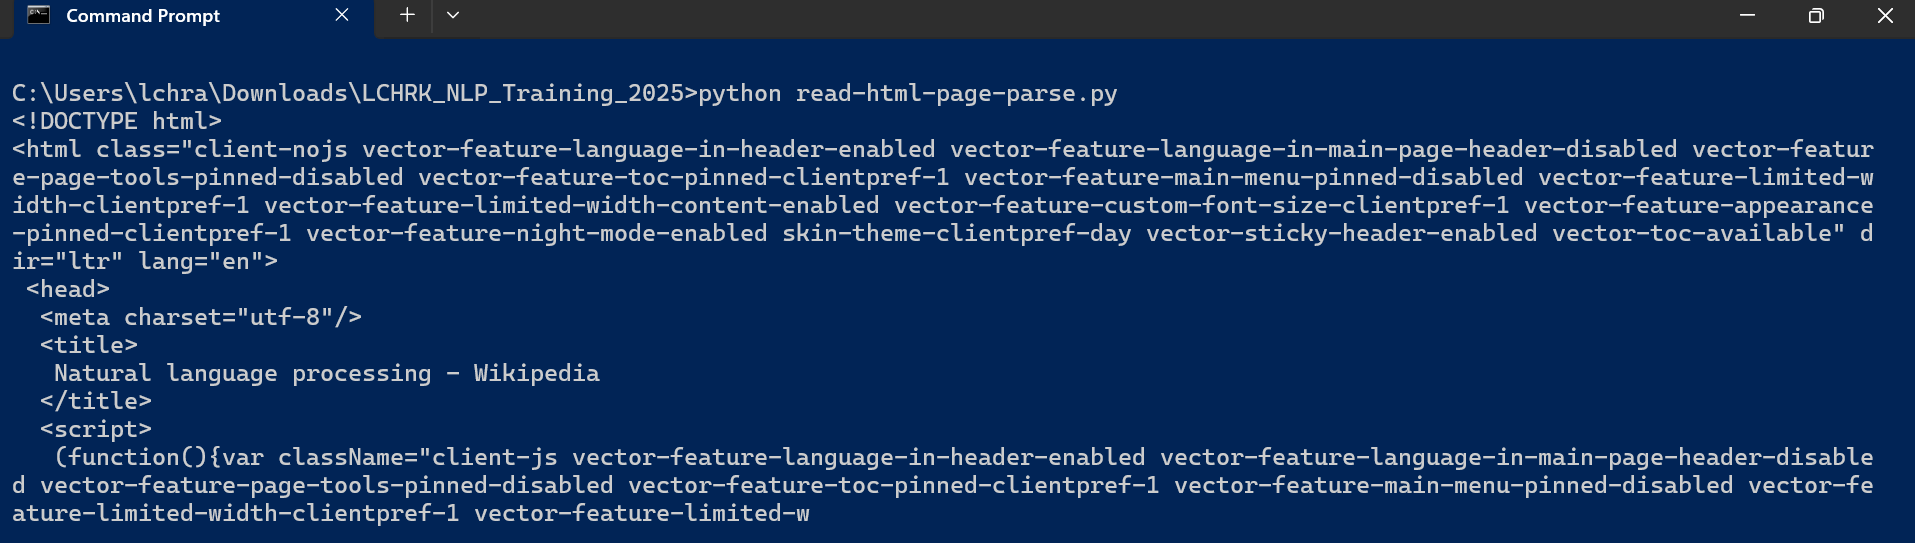 Command Prompt
C:\Users\lchra\Downloads\LCHRK_NLP_Training_2025>python read-html-page-parse.py
<!DOCTYPE html>
<html class="client-nojs vector-feature-language-in-header-enabled vector-feature-language-in-main-page-header-disabled vector-featur
e-page-tools-pinned-disabled vector-feature-toc-pinned-clientpref-1 vector-feature-main-menu-pinned-disabled vector-feature-limited-w
idth-clientpref-1 vector-feature-limited-width-content-enabled vector-feature-custom-font-size-clientpref-1 vector-feature-appearance
-pinned-clientpref-1 vector-feature-night-mode-enabled skin-theme-clientpref-day vector-sticky-header-enabled vector-toc-available" d
ir="ltr" lang="en">
 <head>
  <meta charset="utf-8"/>
  <title>
   Natural language processing - Wikipedia
  </title>
  <script>
   (function(){var className="client-js vector-feature-language-in-header-enabled vector-feature-language-in-main-page-header-disable
d vector-feature-page-tools-pinned-disabled vector-feature-toc-pinned-clientpref-1 vector-feature-main-menu-pinned-disabled vector-fe
ature-limited-width-clientpref-1 vector-feature-limited-w